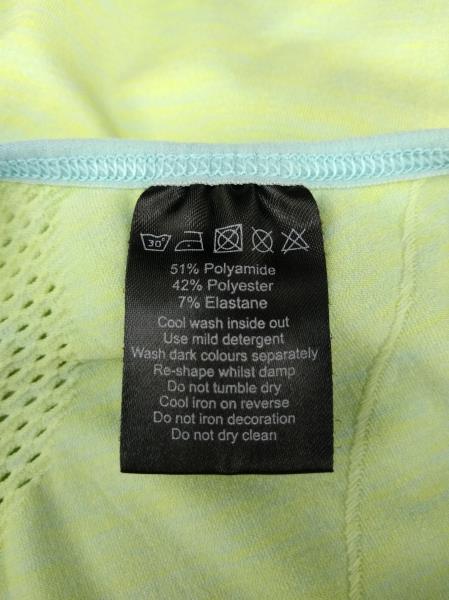 30°
51% Polyamide
42% Polyester
7% Elastane
Cool wash inside out
Use mild detergent
Wash dark colours separately
Re-shape whilst damp
Do not tumble dry
Cool iron on reverse
Do not iron decoration
Do not dry clean